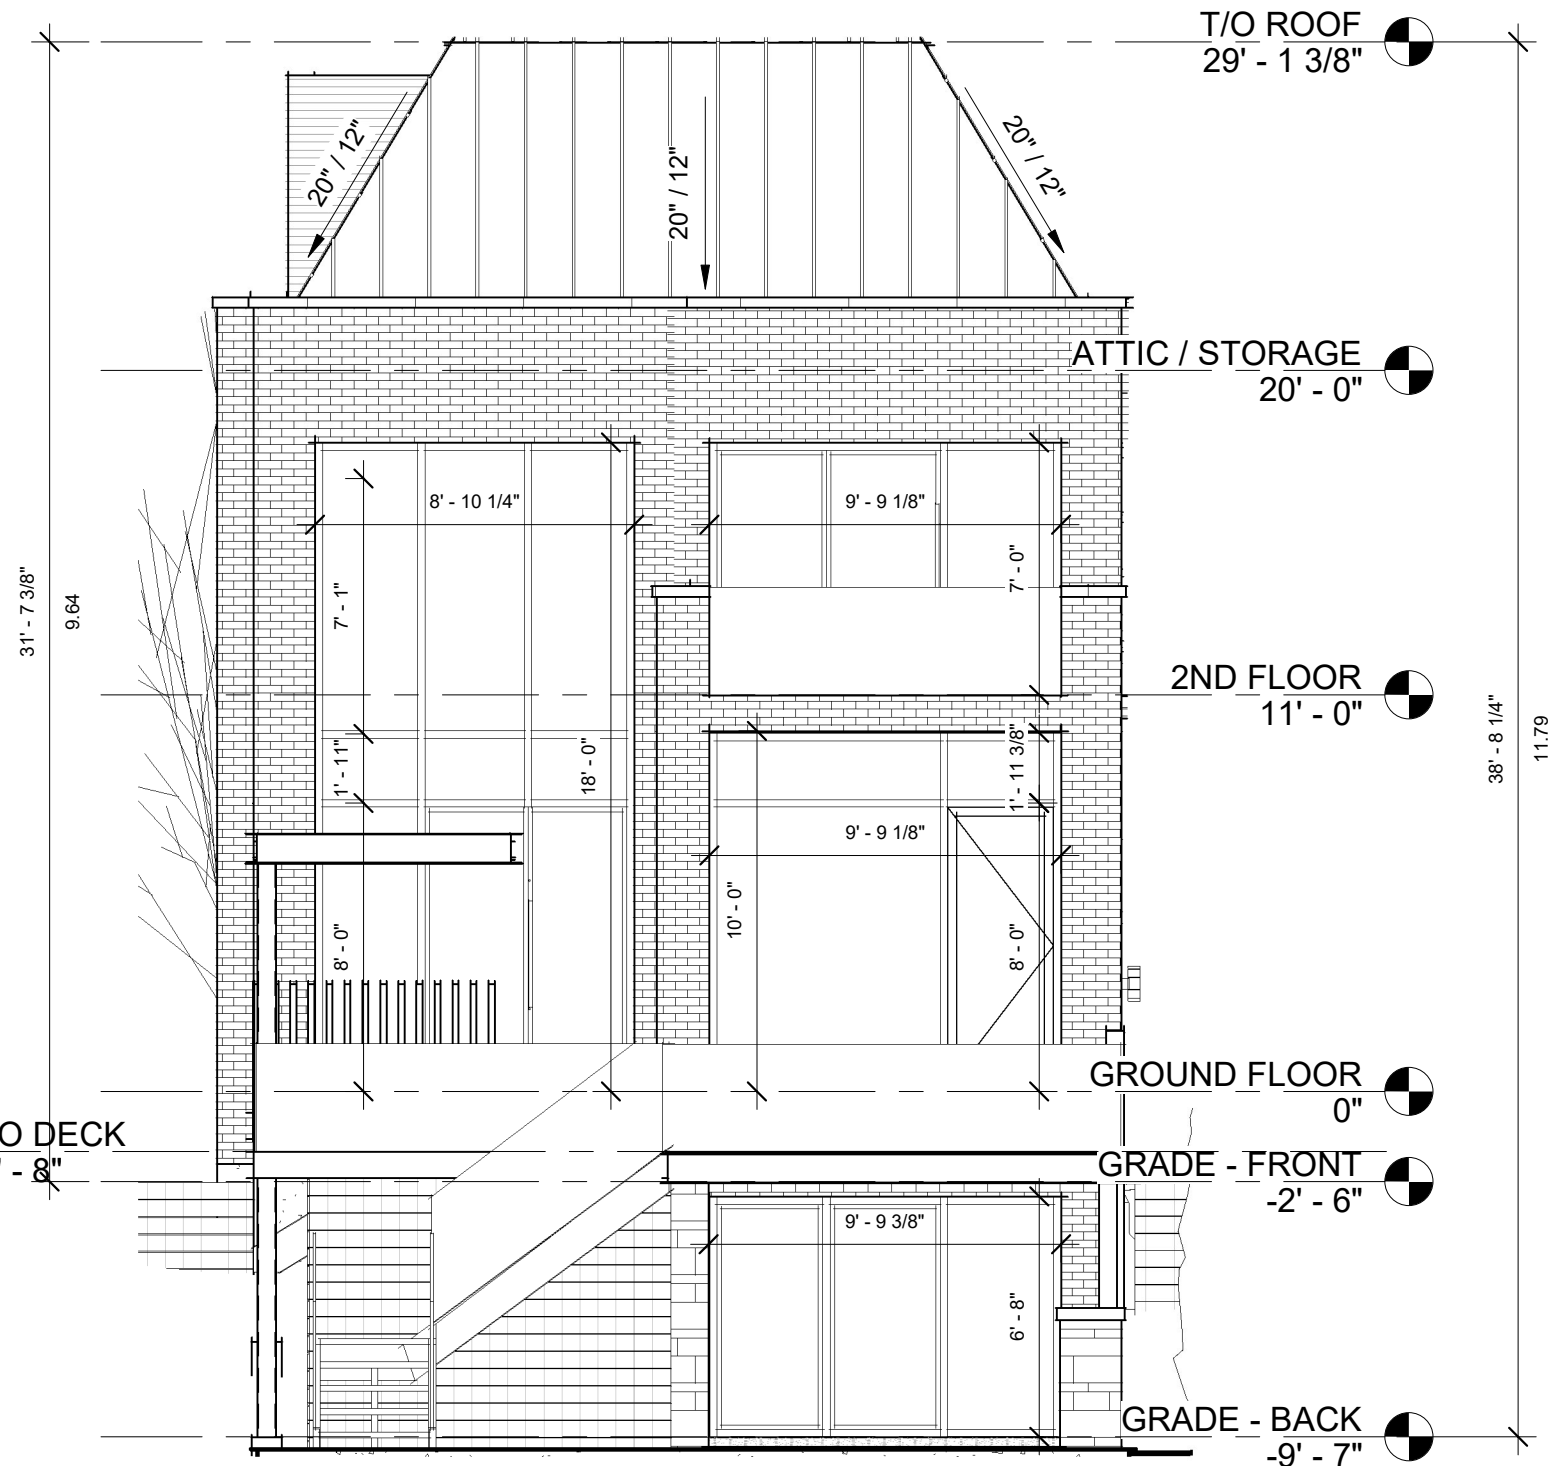 T/O ROOF
29' - 1 3/8"
20" / 12"
20" / 12"
20" / 12"
ATTIC / STORAGE
20' - 0"
8' - 10 1/4"
9' - 9 1/8"
7' - 1"
7' - 0"
31' - 7 3/8"
9.64
2ND FLOOR
11' - 0"
1' - 11"
18' - 0"
1' - 11 3/8"
38' - 8 1/4"
11.79
9' - 9 1/8"
8' - 0"
10' - 0"
8' - 0"
GROUND FLOOR
0"
O DECK
' - 8"
GRADE - FRONT
-2' - 6"
9' - 9 3/8"
6' - 8"
GRADE - BACK
-9' - 7"